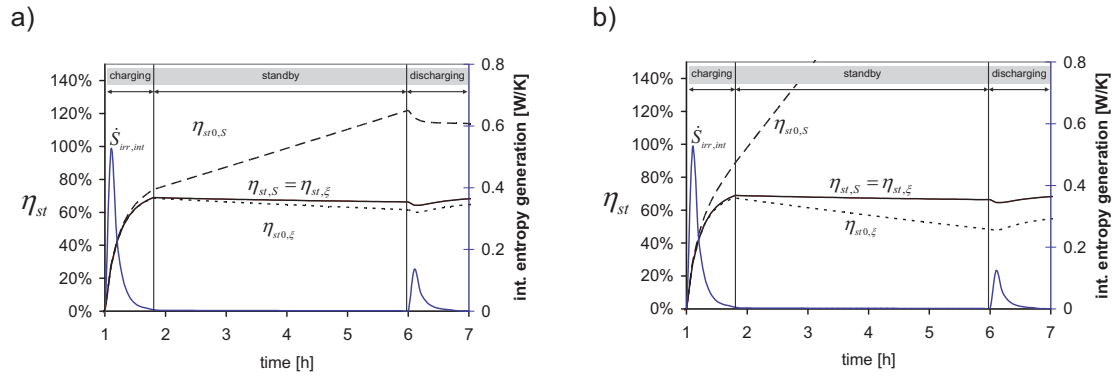 a)
140%
120%
100%
80%
60%
40%
20%
0%
η_st
charging
standby
discharging
Ṡ_irr,int
η_st0,S
η_st,S = η_st,ξ
η_st0,ξ
0.8
0.6
0.4
0.2
0
int. entropy generation [W/K]
1 2 3 4 5 6 7
time [h]
b)
140%
120%
100%
80%
60%
40%
20%
0%
η_st
charging
standby
discharging
Ṡ_irr,int
η_st0,S
η_st,S = η_st,ξ
η_st0,ξ
0.8
0.6
0.4
0.2
0
int. entropy generation [W/K]
1 2 3 4 5 6 7
time [h]